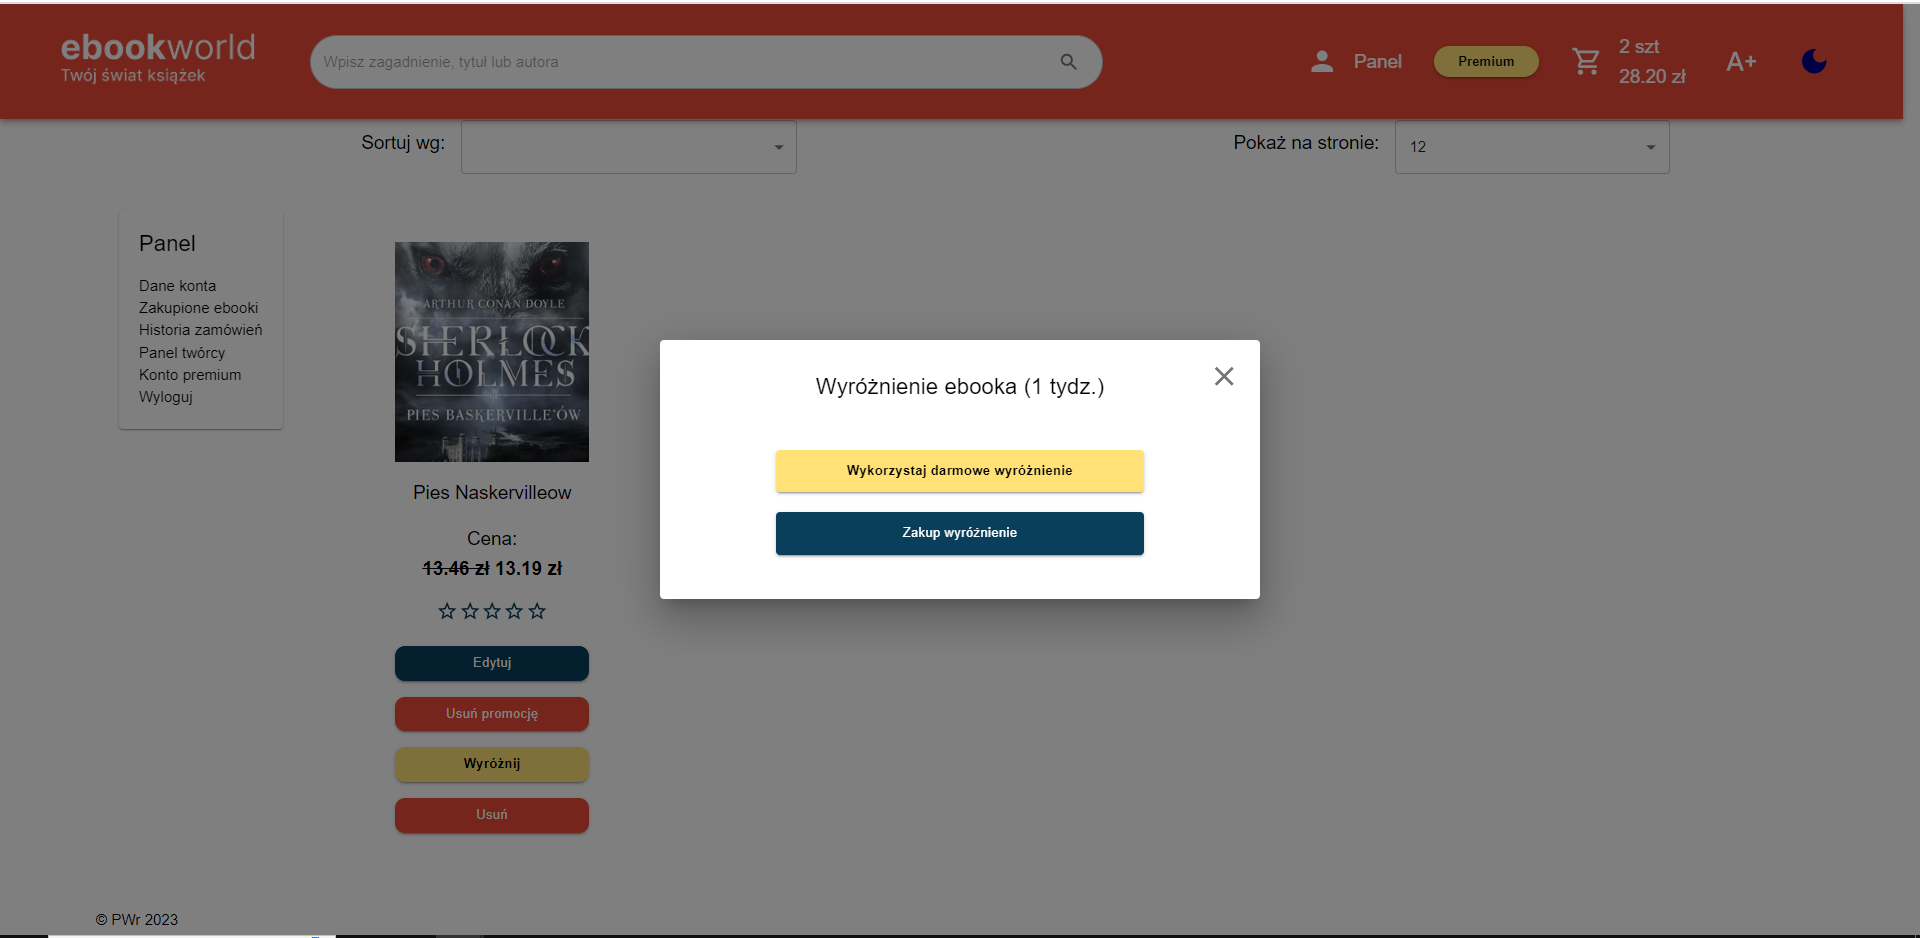 ebookworld
Twój świat książek
Wpisz zagadnienie, tytuł lub autora
Panel
Premium
2 szt
28.20 zł
A+
Sortuj wg:
Pokaż na stronie:
12
Panel
Dane konta
Zakupione ebooki
Historia zamówień
Panel twórcy
Konto premium
Wyloguj
ARTHUR CONAN DOYLE
SHERLOCK
HOLMES
PIES BASKERVILLE'ÓW
Pies Naskervilleow
Cena:
13.46 zł 13.19 zł
Edytuj
Usuń promocję
Wyróżnij
Usuń
Wyróżnienie ebooka (1 tydz.)
Wykorzystaj darmowe wyróżnienie
Zakup wyróżnienie
© PWr 2023